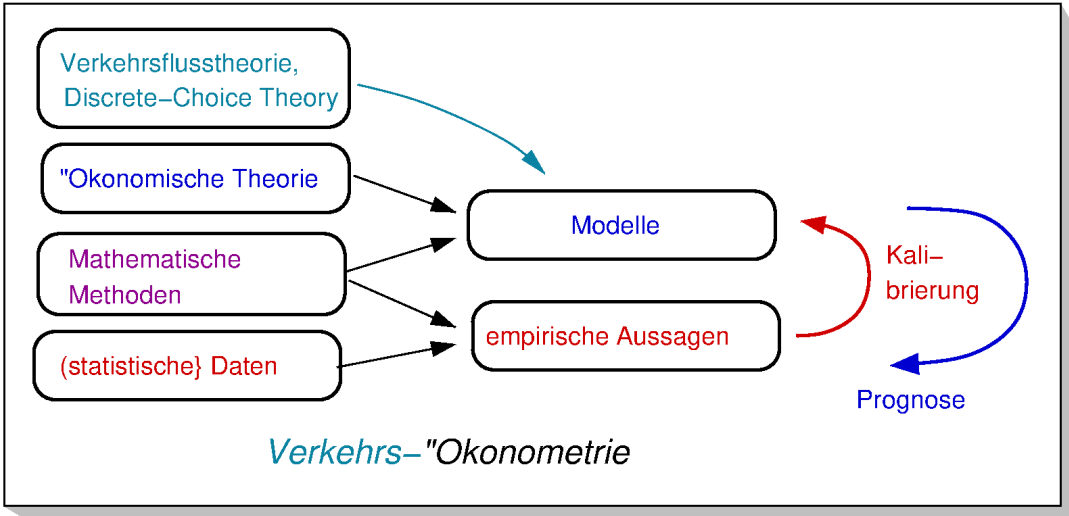 Verkehrsflusstheorie,
Discrete−Choice Theory
"Okonomische Theorie
Mathematische
Methoden
(statistische} Daten
Modelle
empirische Aussagen
Kali−
brierung
Prognose
Verkehrs−"Okonometrie